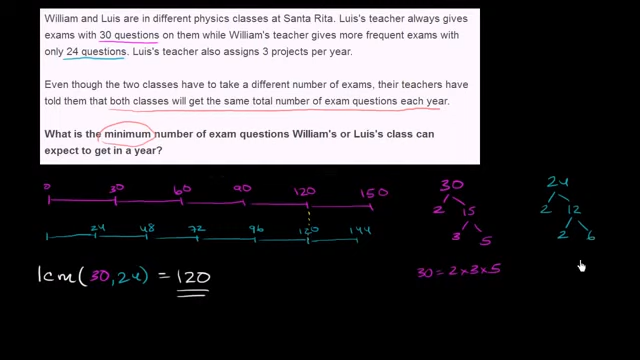 William and Luis are in different physics classes at Santa Rita. Luis's teacher always gives
exams with 30 questions on them while William's teacher gives more frequent exams with
only 24 questions. Luis's teacher also assigns 3 projects per year.
Even though the two classes have to take a different number of exams, their teachers have
told them that both classes will get the same total number of exam questions each year.
What is the minimum number of exam questions William's or Luis's class can
expect to get in a year?
0 30 60 90 120 150
24 48 72 96 120 144
lcm(30,24) = 120
30
2 15
3 5
30 = 2 × 3 × 5
24
2 12
2 6